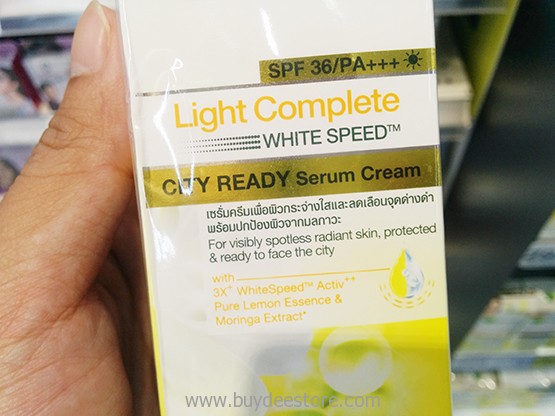 SPF 36/PA+++
Light Complete
WHITE SPEED™
CITY READY Serum Cream
เซรั่มครีมเพื่อผิวกระจ่างใสและลดเลือนจุดด่างดำ
พร้อมปกป้องผิวจากมลภาวะ
For visibly spotless radiant skin, protected
& ready to face the city
with
3X⁺ WhiteSpeed™ Activ⁺⁺
Pure Lemon Essence &
Moringa Extract*
www.buydeestore.com